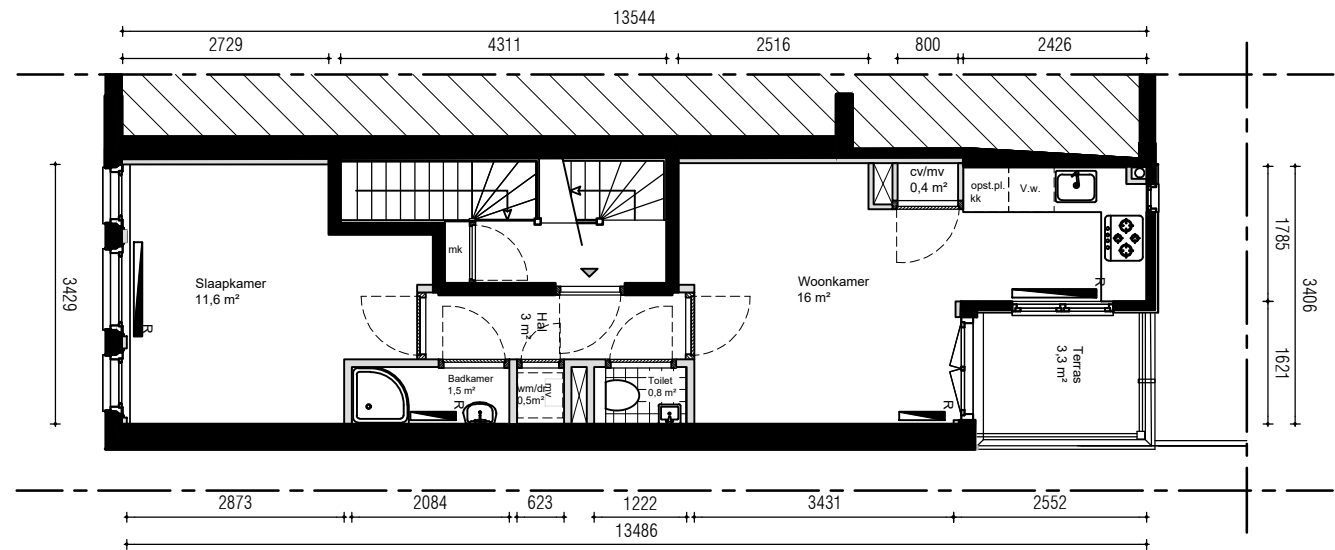 13544
2729
4311
2516
800
2426
cv/mv
0,4 m²
opst.pl.
kk
V.w.
mk
Slaapkamer
11,6 m²
Woonkamer
16 m²
R
R
Hal
3 m²
Terras
3,3 m²
3429
1785
3406
1621
Badkamer
1,5 m²
R
wm/dr
0,5m²
mv
Toilet
0,8 m²
R
2873
2084
623
1222
3431
2552
13486